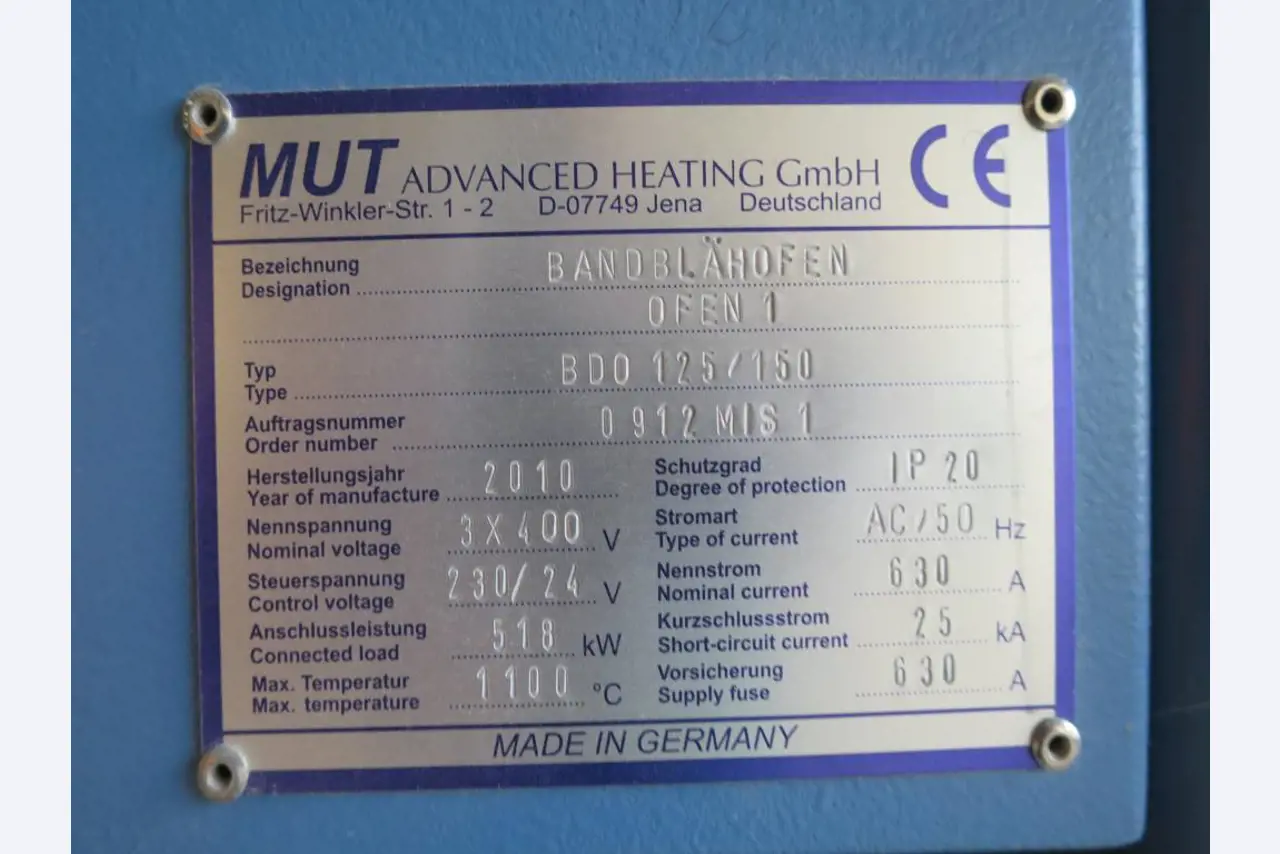 MUT ADVANCED HEATING GmbH CE
Fritz-Winkler-Str. 1 - 2 D-07749 Jena Deutschland
Bezeichnung BANDBLÄHOFEN
Designation
OFEN 1
Typ BDO 125/150
Type
Auftragsnummer 0912 MIS 1
Order number
Herstellungsjahr 2010 Schutzgrad IP 20
Year of manufacture Degree of protection
Nennspannung 3X400 V Stromart AC/50 Hz
Nominal voltage Type of current
Steuerspannung 230/24 V Nennstrom 630 A
Control voltage Nominal current
Anschlussleistung 518 kW Kurzschlussstrom 25 kA
Connected load Short-circuit current
Max. Temperatur 1100 °C Vorsicherung 630 A
Max. temperature Supply fuse
MADE IN GERMANY